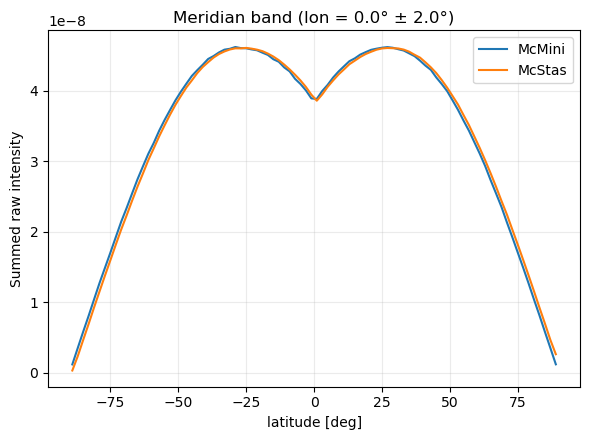 Meridian band (lon = 0.0° ± 2.0°)
1e−8
McMini
McStas
4
3
2
1
0
Summed raw intensity
−75
−50
−25
0
25
50
75
latitude [deg]